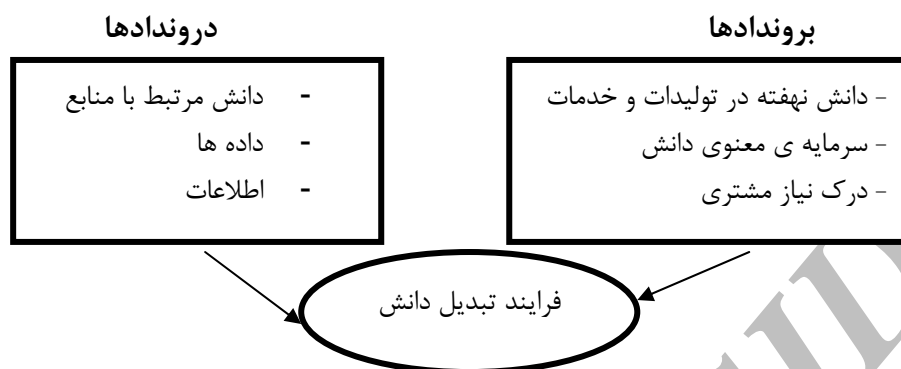 بروندادها
- دانش نهفته در تولیدات و خدمات
- سرمایه ی معنوی دانش
- درک نیاز مشتری
دروندادها
- دانش مرتبط با منابع
- داده ها
- اطلاعات
فرایند تبدیل دانش